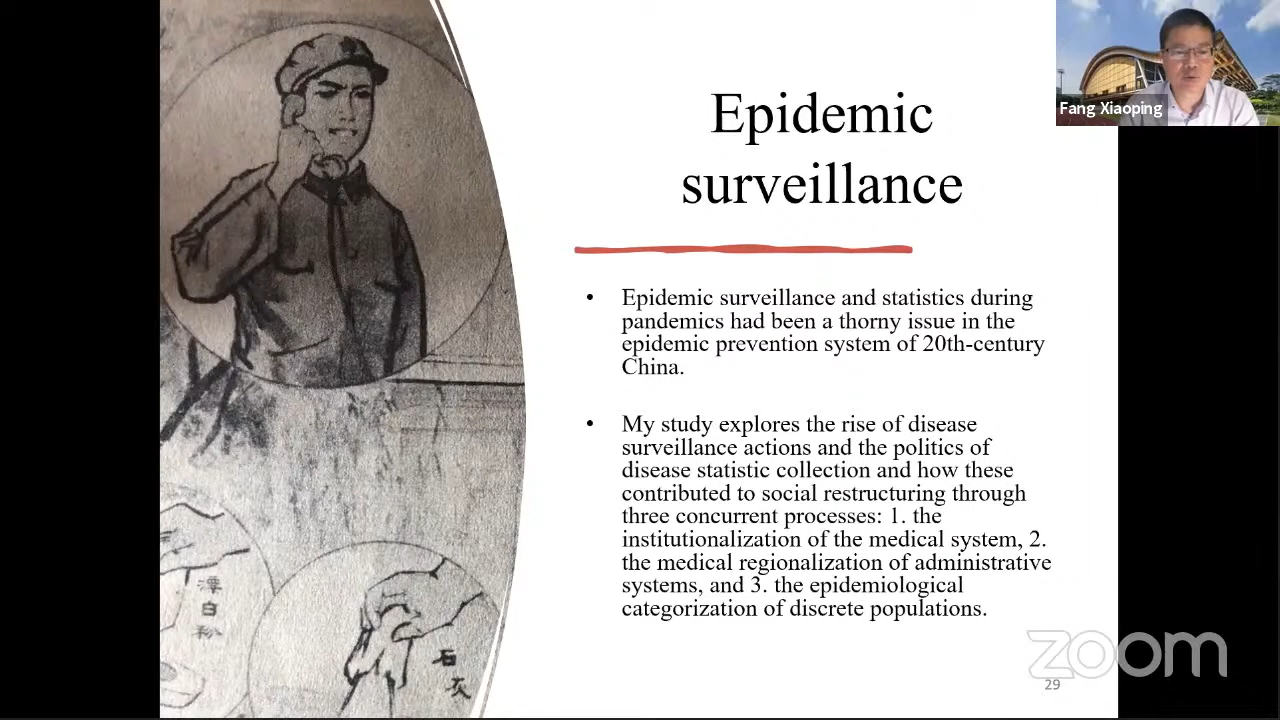 Epidemic
surveillance
Fang Xiaoping
• Epidemic surveillance and statistics during
pandemics had been a thorny issue in the
epidemic prevention system of 20th-century
China.
• My study explores the rise of disease
surveillance actions and the politics of
disease statistic collection and how these
contributed to social restructuring through
three concurrent processes: 1. the
institutionalization of the medical system, 2.
the medical regionalization of administrative
systems, and 3. the epidemiological
categorization of discrete populations.
漂白粉
石灰
zoom
29